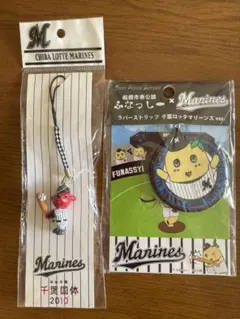 M
CHIBA LOTTE MARINES
Marines
千葉国体
2010
船橋市非公認
ふなっしー × Marines
ラバーストラップ 千葉ロッテマリーンズver.
FUNASSYI
Marines